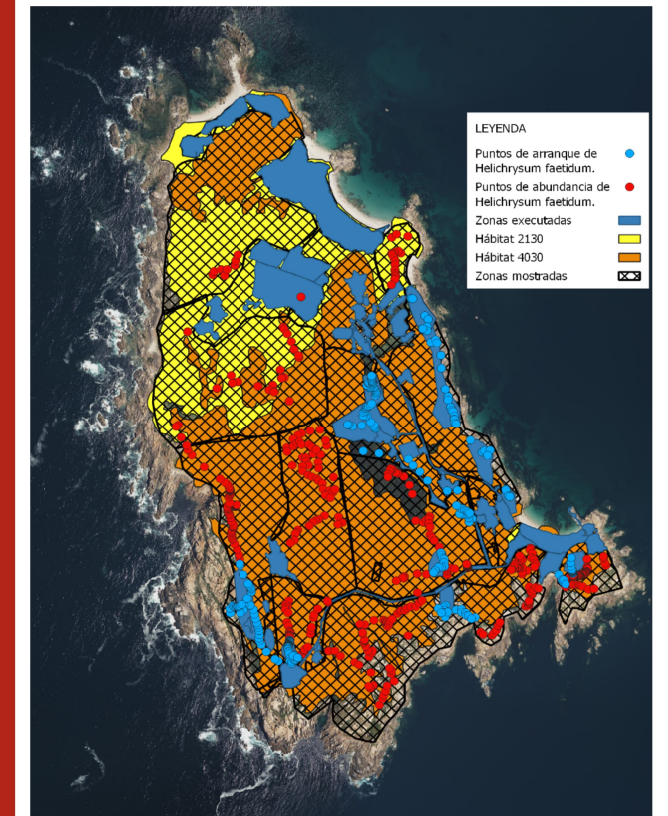 LEYENDA
Puntos de arranque de
Helichrysum faetidum.
Puntos de abundancia de
Helichrysum faetidum.
Zonas executadas
Hábitat 2130
Hábitat 4030
Zonas mostradas